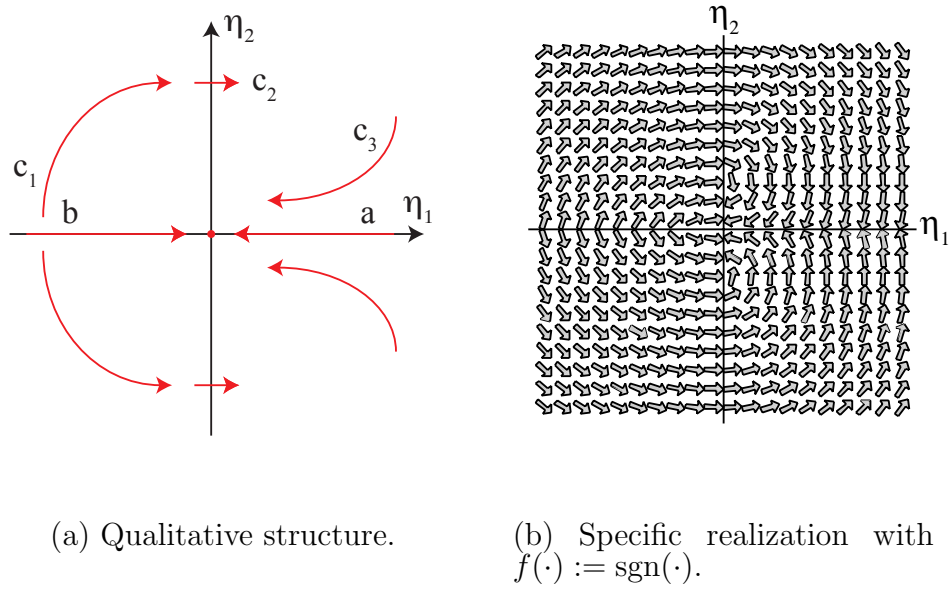 η₂
c₂
c₃
c₁
b
a
η₁
(a) Qualitative structure.
η₂
η₁
(b) Specific realization with
f(·) := sgn(·).